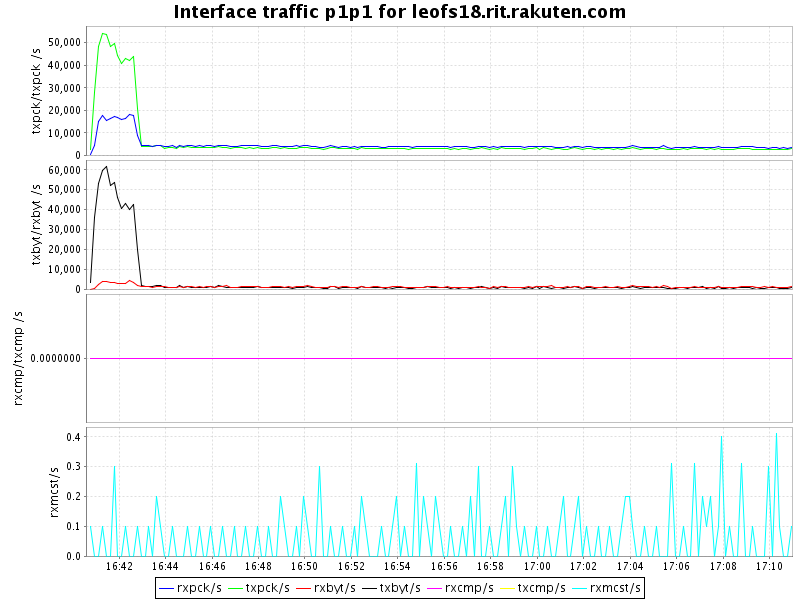 Interface traffic p1p1 for leofs18.rit.rakuten.com
txpck/txpck /s
50,000
40,000
30,000
20,000
10,000
0
txbyt/rxbyt /s
60,000
50,000
40,000
30,000
20,000
10,000
0
rxcmp/txcmp /s
0.0000000
rxmcst/s
0.4
0.3
0.2
0.1
0.0
16:42 16:44 16:46 16:48 16:50 16:52 16:54 16:56 16:58 17:00 17:02 17:04 17:06 17:08 17:10
rxpck/s txpck/s rxbyt/s txbyt/s rxcmp/s txcmp/s rxmcst/s